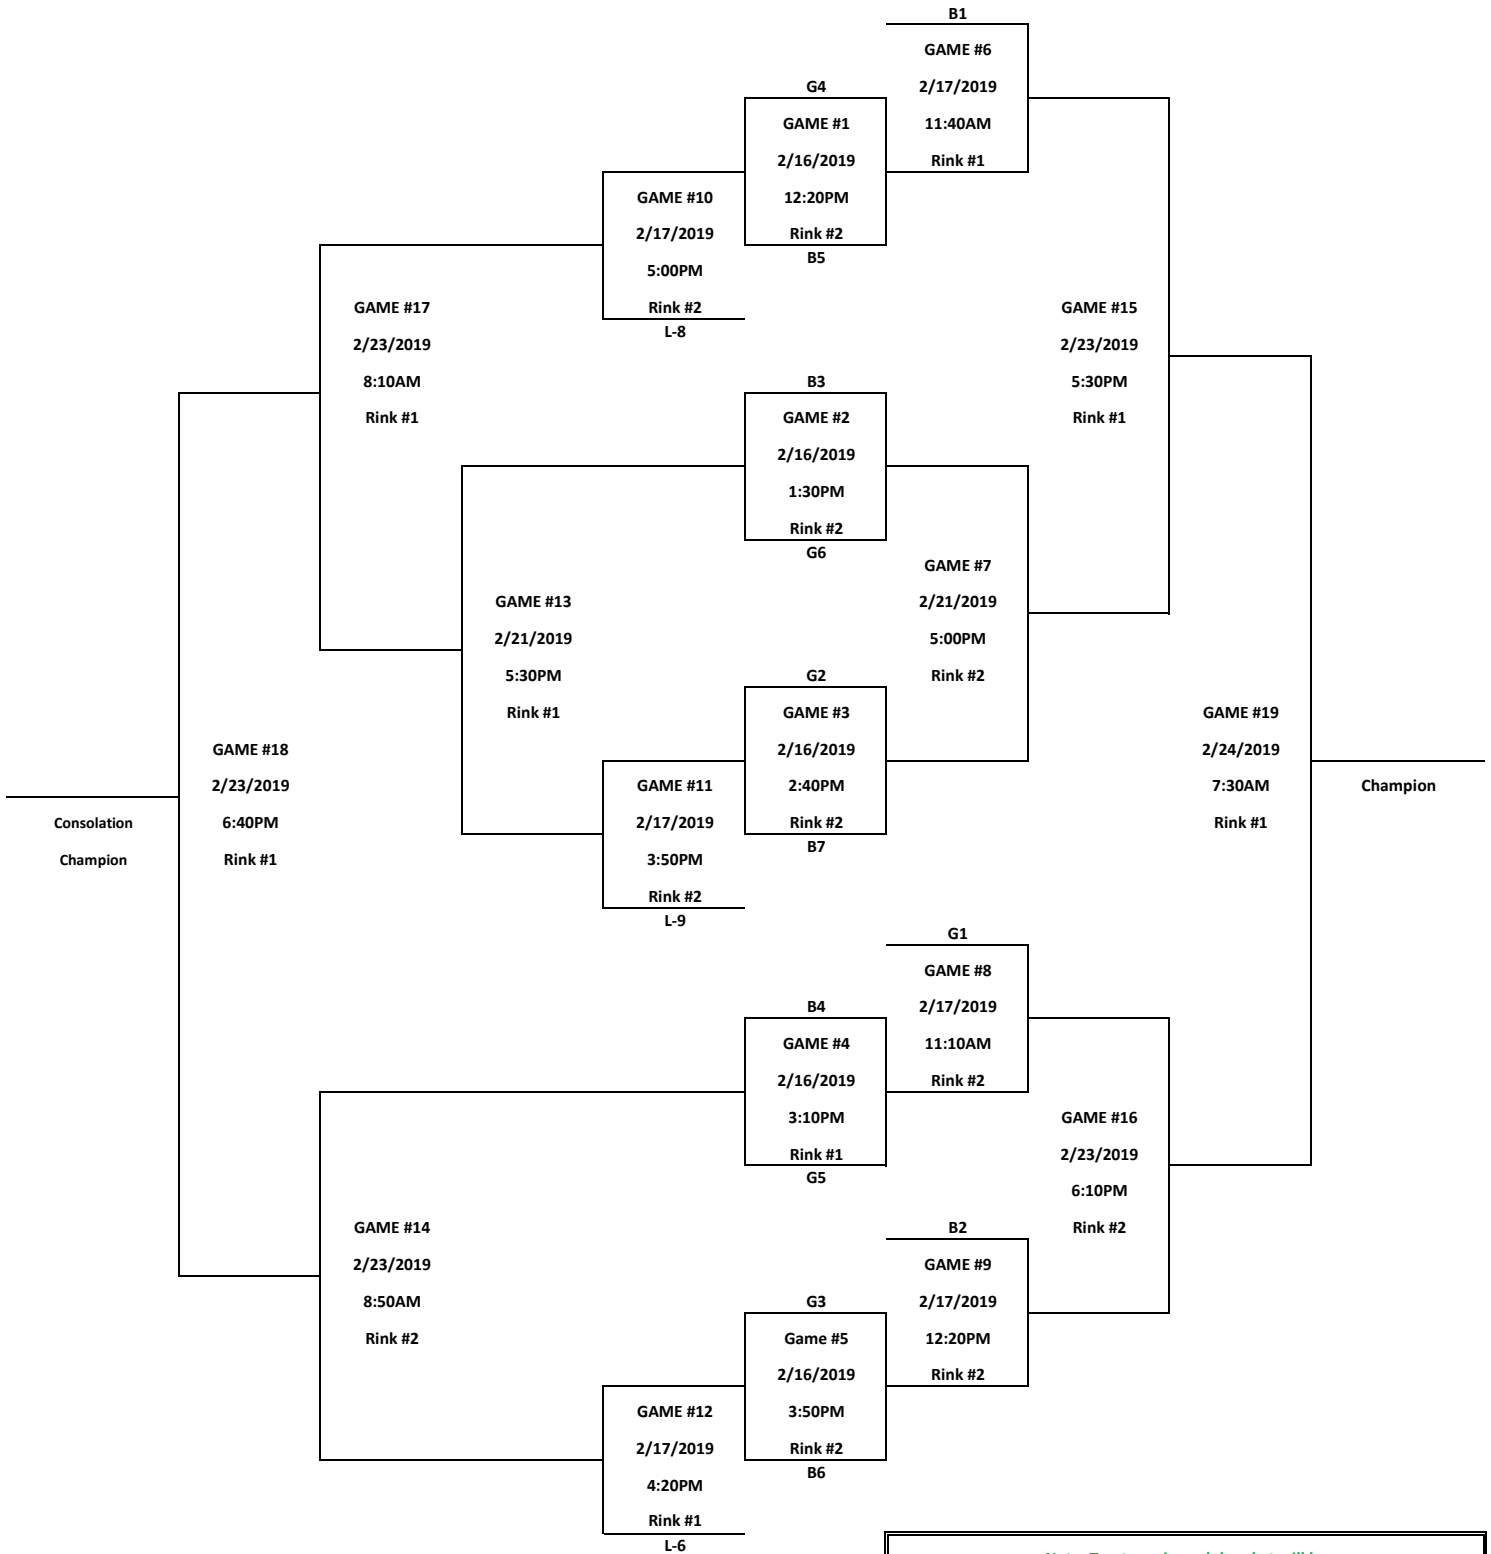 B1
GAME #6
2/17/2019
11:40AM
Rink #1
G4
GAME #1
2/16/2019
12:20PM
Rink #2
B5
GAME #10
2/17/2019
5:00PM
Rink #2
L-8
GAME #17
2/23/2019
8:10AM
Rink #1
GAME #15
2/23/2019
5:30PM
Rink #1
B3
GAME #2
2/16/2019
1:30PM
Rink #2
G6
GAME #7
2/21/2019
5:00PM
Rink #2
GAME #13
2/21/2019
5:30PM
Rink #1
G2
GAME #3
2/16/2019
2:40PM
Rink #2
B7
GAME #11
2/17/2019
3:50PM
Rink #2
L-9
GAME #18
2/23/2019
6:40PM
Rink #1
Consolation
Champion
GAME #19
2/24/2019
7:30AM
Rink #1
Champion
G1
GAME #8
2/17/2019
11:10AM
Rink #2
B4
GAME #4
2/16/2019
3:10PM
Rink #1
G5
GAME #16
2/23/2019
6:10PM
Rink #2
B2
GAME #9
2/17/2019
12:20PM
Rink #2
GAME #14
2/23/2019
8:50AM
Rink #2
G3
Game #5
2/16/2019
3:50PM
Rink #2
B6
GAME #12
2/17/2019
4:20PM
Rink #1
L-6